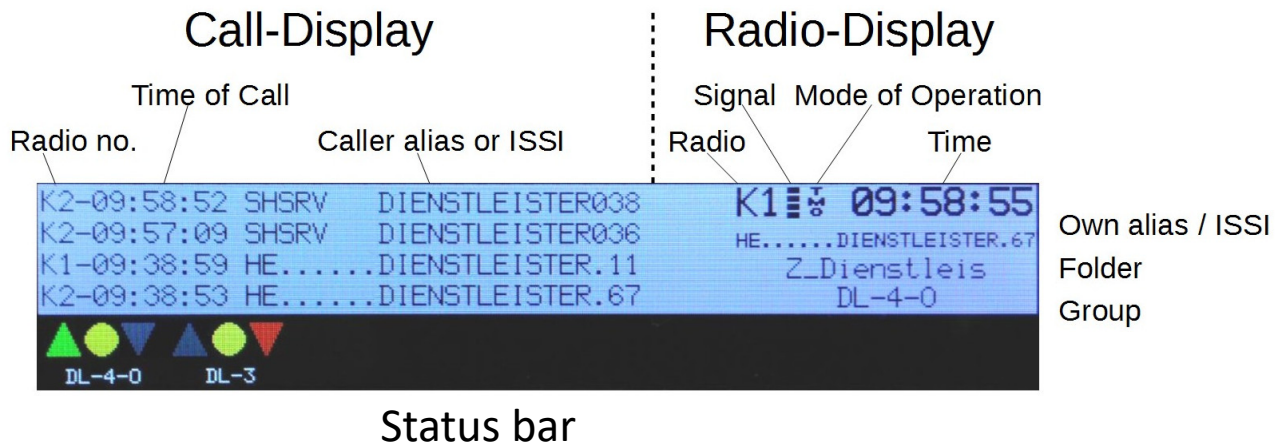 Call-Display
Radio-Display
Time of Call
Signal
Mode of Operation
Radio no.
Caller alias or ISSI
Radio
Time
K2-09:58:52 SHSRV DIENSTLEISTER038
K2-09:57:09 SHSRV DIENSTLEISTER036
K1-09:38:59 HE......DIENSTLEISTER.11
K2-09:38:53 HE......DIENSTLEISTER.67
K1 TMO 09:58:55
HE......DIENSTLEISTER.67
Z_Dienstleis
DL-4-O
Own alias / ISSI
Folder
Group
DL-4-O
DL-3
Status bar